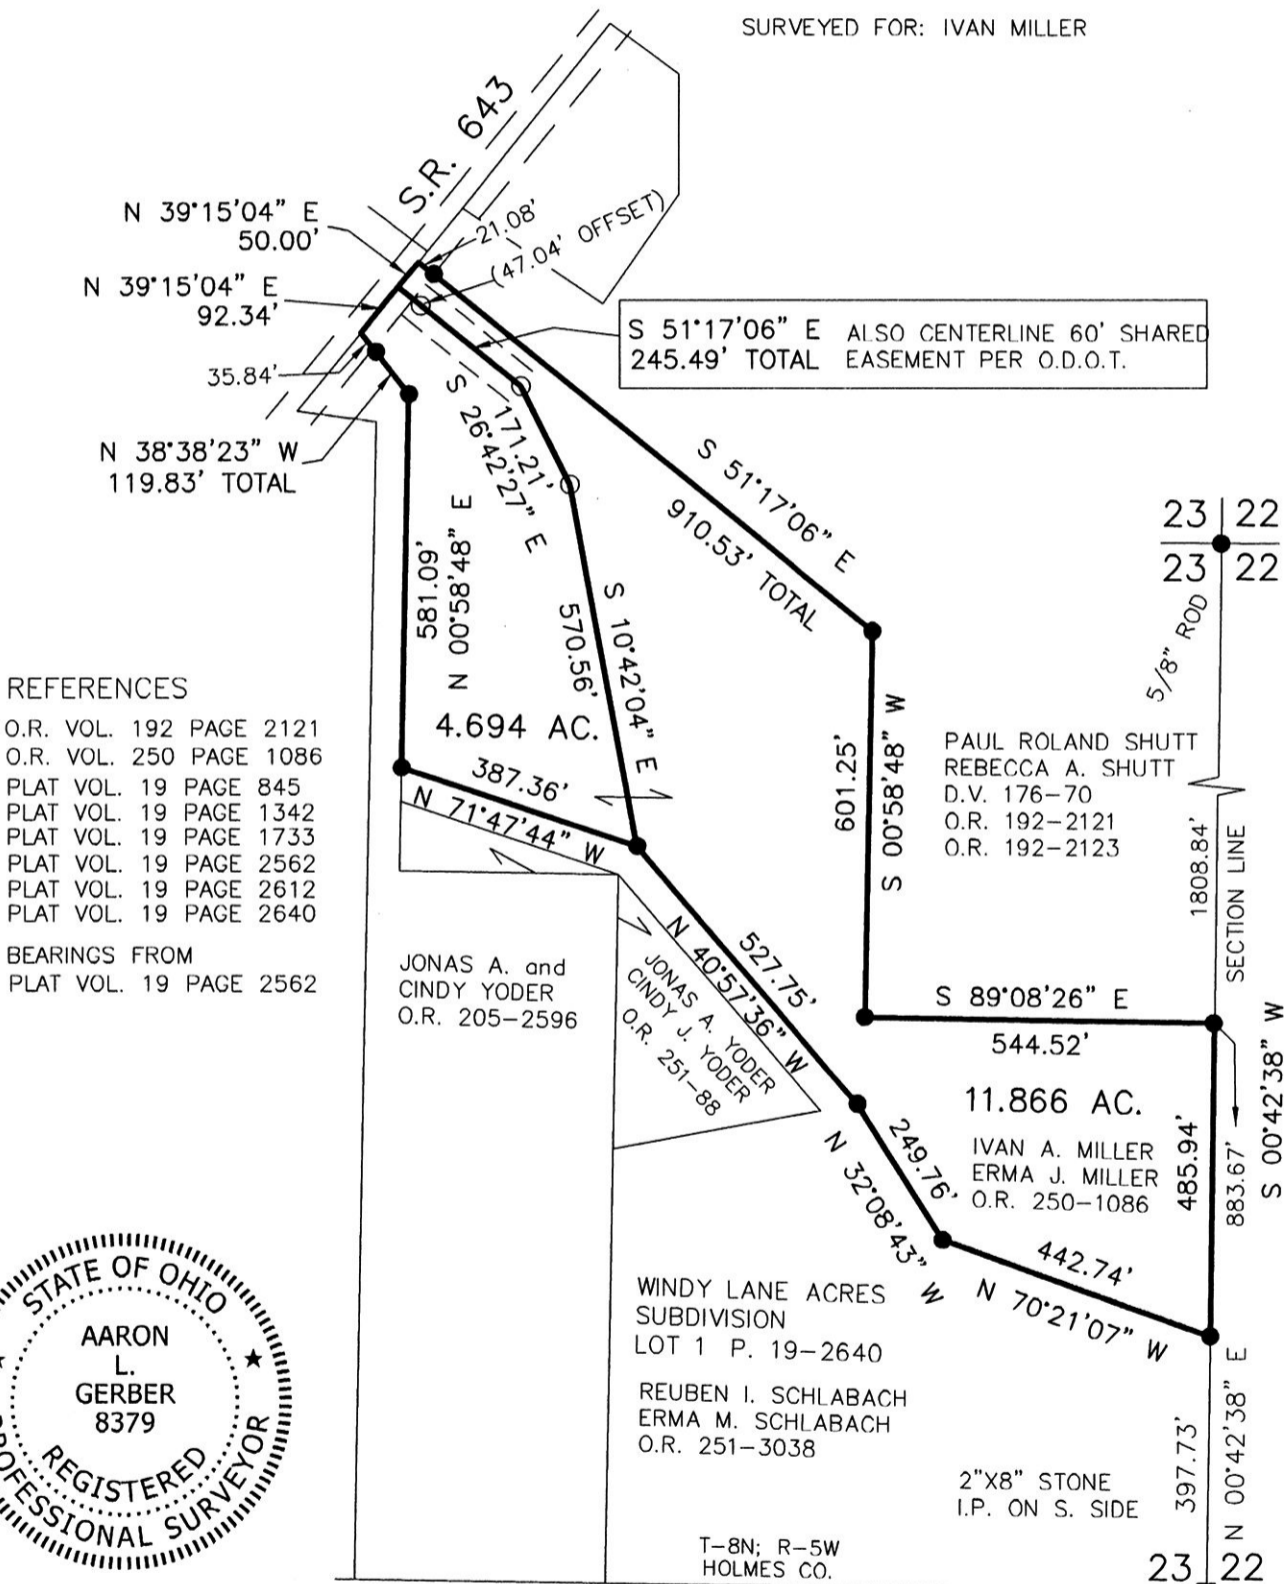 SURVEYED FOR: IVAN MILLER
S.R. 643
N 39°15'04" E
50.00'
21.08'
(47.04' OFFSET)
N 39°15'04" E
92.34'
S 51°17'06" E ALSO CENTERLINE 60' SHARED
245.49' TOTAL EASEMENT PER O.D.O.T.
35.84'
N 38°38'23" W
119.83' TOTAL
171.21'
S 26°42'27" E
S 51°17'06" E
910.53' TOTAL
23 22
23 22
5/8" ROD
581.09'
N 00°58'48" E
570.56'
S 10°42'04" E
4.694 AC.
387.36'
N 71°47'44" W
601.25'
S 00°58'48" W
REFERENCES
O.R. VOL. 192 PAGE 2121
O.R. VOL. 250 PAGE 1086
PLAT VOL. 19 PAGE 845
PLAT VOL. 19 PAGE 1342
PLAT VOL. 19 PAGE 1733
PLAT VOL. 19 PAGE 2562
PLAT VOL. 19 PAGE 2612
PLAT VOL. 19 PAGE 2640
BEARINGS FROM
PLAT VOL. 19 PAGE 2562
PAUL ROLAND SHUTT
REBECCA A. SHUTT
D.V. 176-70
O.R. 192-2121
O.R. 192-2123
1808.84'
SECTION LINE
JONAS A. and
CINDY YODER
O.R. 205-2596
JONAS A. YODER
CINDY J. YODER
O.R. 251-88
527.75'
N 40°57'36" W
S 89°08'26" E
544.52'
11.866 AC.
IVAN A. MILLER
ERMA J. MILLER
O.R. 250-1086
485.94'
883.67'
S 00°42'38" W
249.76'
N 32°08'43" W
442.74'
N 70°21'07" W
WINDY LANE ACRES
SUBDIVISION
LOT 1 P. 19-2640
REUBEN I. SCHLABACH
ERMA M. SCHLABACH
O.R. 251-3038
397.73'
N 00°42'38" E
2"X8" STONE
I.P. ON S. SIDE
T-8N; R-5W
HOLMES CO.
23 22
STATE OF OHIO
AARON
L.
GERBER
8379
REGISTERED
PROFESSIONAL SURVEYOR